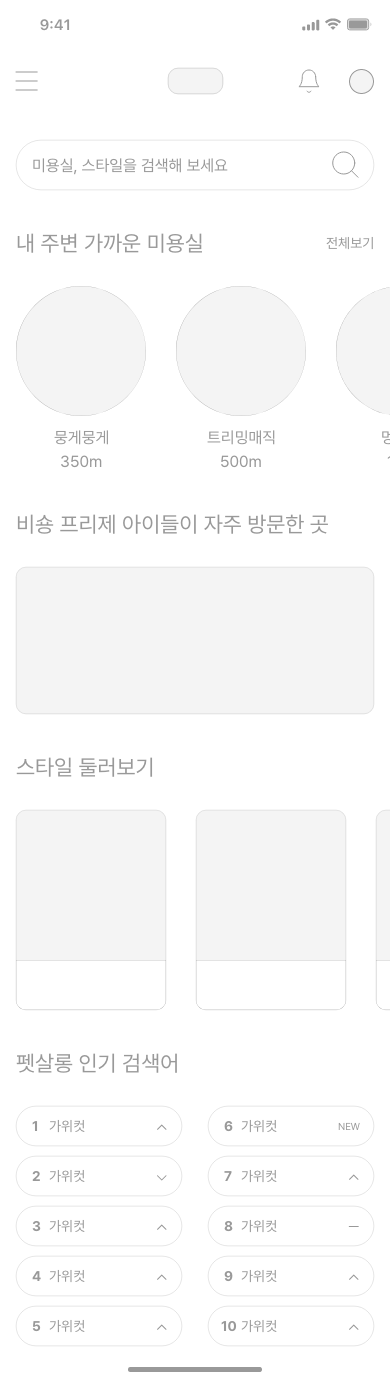 9:41
미용실, 스타일을 검색해 보세요
내 주변 가까운 미용실
전체보기
뭉게뭉게
350m
트리밍매직
500m
비숑 프리제 아이들이 자주 방문한 곳
스타일 둘러보기
펫살롱 인기 검색어
1 가위컷
2 가위컷
3 가위컷
4 가위컷
5 가위컷
6 가위컷 NEW
7 가위컷
8 가위컷
9 가위컷
10 가위컷